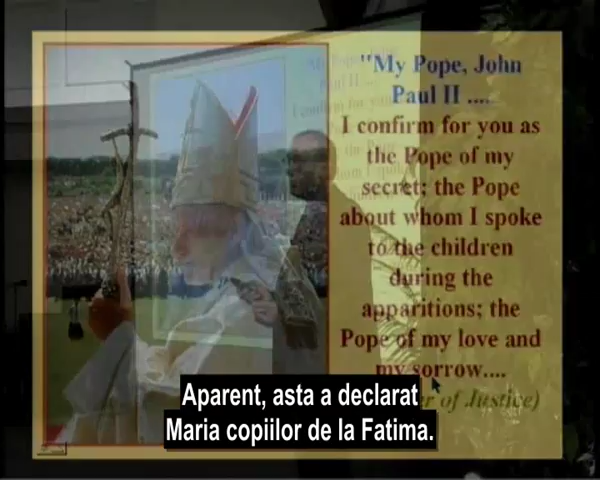 "My Pope, John
Paul II ....
I confirm for you as
the Pope of my
secret; the Pope
about whom I spoke
to the children
during the
apparitions; the
Pope of my love and
my sorrow....
of Justice)
Aparent, asta a declarat
Maria copiilor de la Fatima.